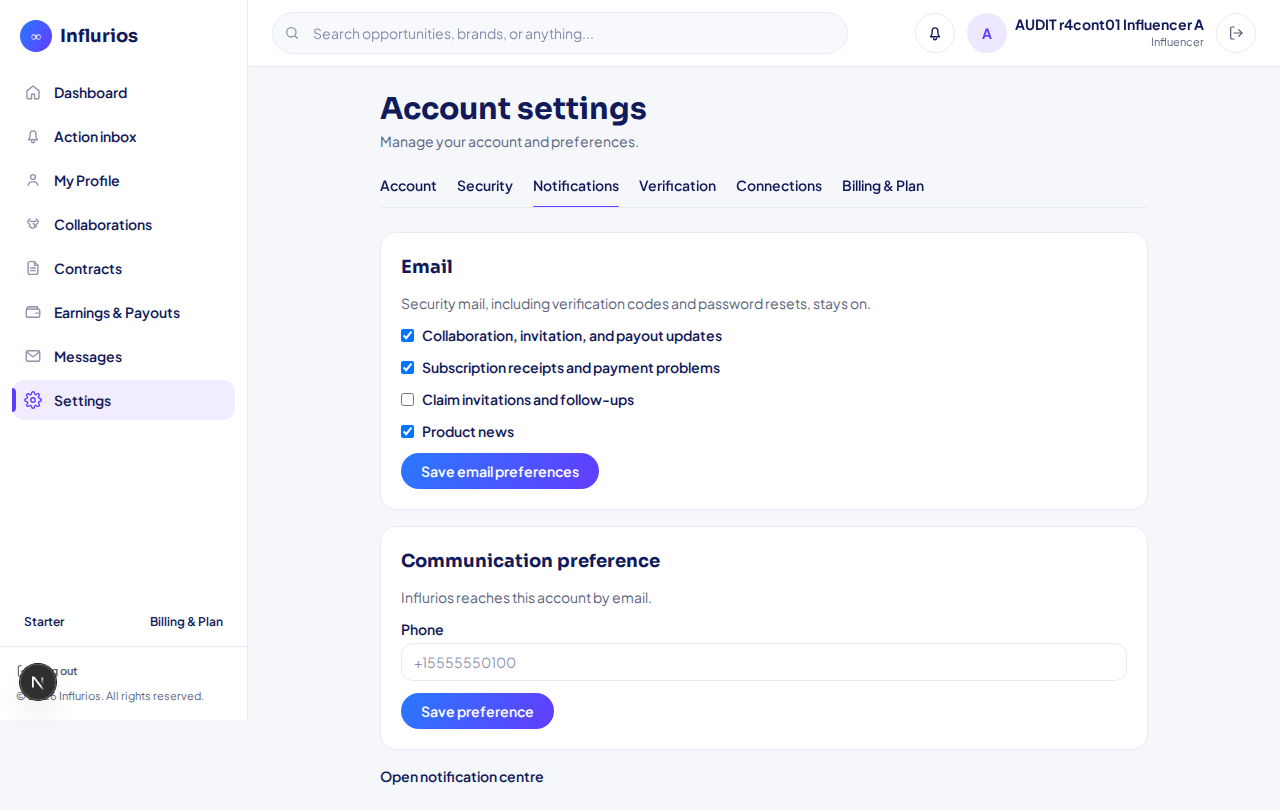 ∞ Influrios
Search opportunities, brands, or anything...
A
AUDIT r4cont01 Influencer A
Influencer
Dashboard
Action inbox
My Profile
Collaborations
Contracts
Earnings & Payouts
Messages
Settings
Starter
Billing & Plan
out
N
©
Influrios. All rights reserved.
Account settings
Manage your account and preferences.
Account Security Notifications Verification Connections Billing & Plan
Email
Security mail, including verification codes and password resets, stays on.
Collaboration, invitation, and payout updates
Subscription receipts and payment problems
Claim invitations and follow-ups
Product news
Save email preferences
Communication preference
Influrios reaches this account by email.
Phone
+15555550100
Save preference
Open notification centre